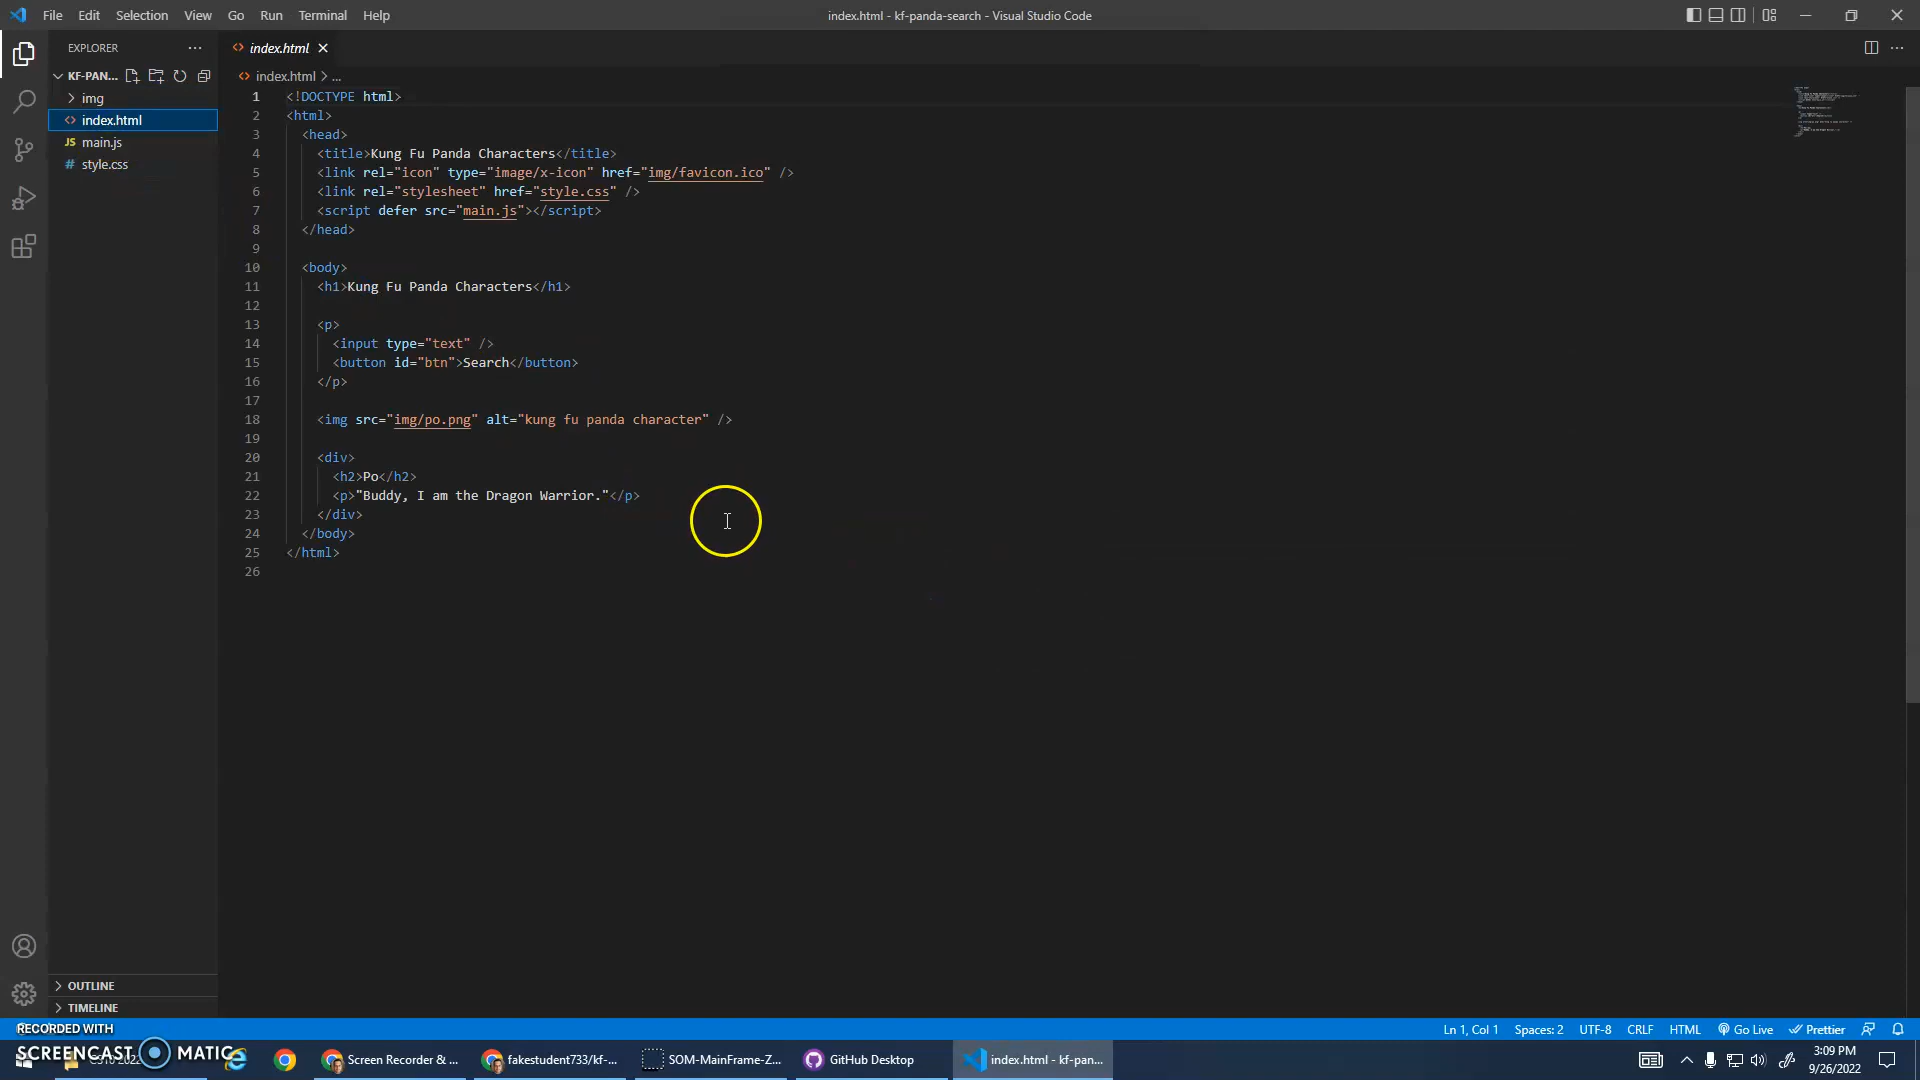 File Edit Selection View Go Run Terminal Help
index.html - kf-panda-search - Visual Studio Code
EXPLORER
index.html
KF-PAN...
index.html > ...
img
index.html
main.js
style.css
1 <!DOCTYPE html>
2 <html>
3 <head>
4 <title>Kung Fu Panda Characters</title>
5 <link rel="icon" type="image/x-icon" href="img/favicon.ico" />
6 <link rel="stylesheet" href="style.css" />
7 <script defer src="main.js"></script>
8 </head>
9
10 <body>
11 <h1>Kung Fu Panda Characters</h1>
12
13 <p>
14 <input type="text" />
15 <button id="btn">Search</button>
16 </p>
17
18 <img src="img/po.png" alt="kung fu panda character" />
19
20 <div>
21 <h2>Po</h2>
22 <p>"Buddy, I am the Dragon Warrior."</p>
23 </div>
24 </body>
25 </html>
26
OUTLINE
TIMELINE
RECORDED WITH
SCREENCAST MATIC
Ln 1, Col 1 Spaces: 2 UTF-8 CRLF HTML Go Live Prettier
Screen Recorder & ...
fakestudent733/kf-...
SOM-MainFrame-Z...
GitHub Desktop
index.html - kf-pan...
3:09 PM
9/26/2022